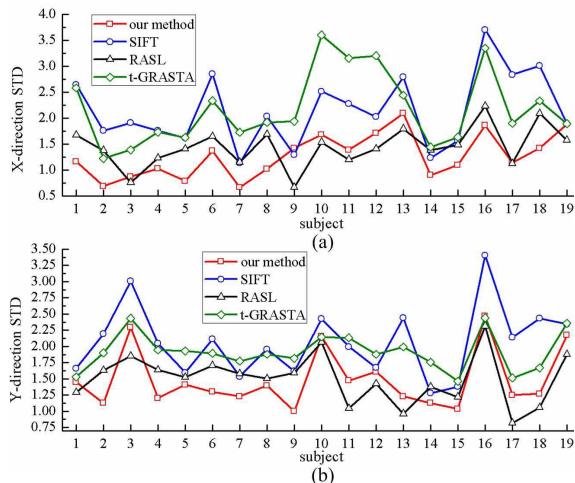 our method
SIFT
RASL
t-GRASTA
X-direction STD
4.0
3.5
3.0
2.5
2.0
1.5
1.0
0.5
1 2 3 4 5 6 7 8 9 10 11 12 13 14 15 16 17 18 19
subject
(a)
our method
SIFT
RASL
t-GRASTA
Y-direction STD
3.50
3.25
3.00
2.75
2.50
2.25
2.00
1.75
1.50
1.25
1.00
0.75
1 2 3 4 5 6 7 8 9 10 11 12 13 14 15 16 17 18 19
subject
(b)